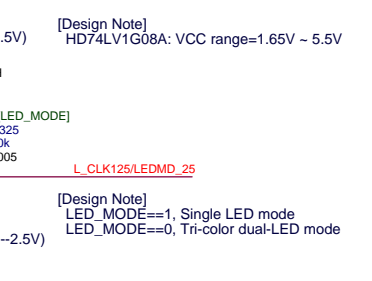 [Design Note]
.5V)
HD74LV1G08A: VCC range=1.65V ~ 5.5V
LED_MODE]
325
0k
005
L_CLK125/LEDMD_25
[Design Note]
LED_MODE==1, Single LED mode
LED_MODE==0, Tri-color dual-LED mode
--2.5V)